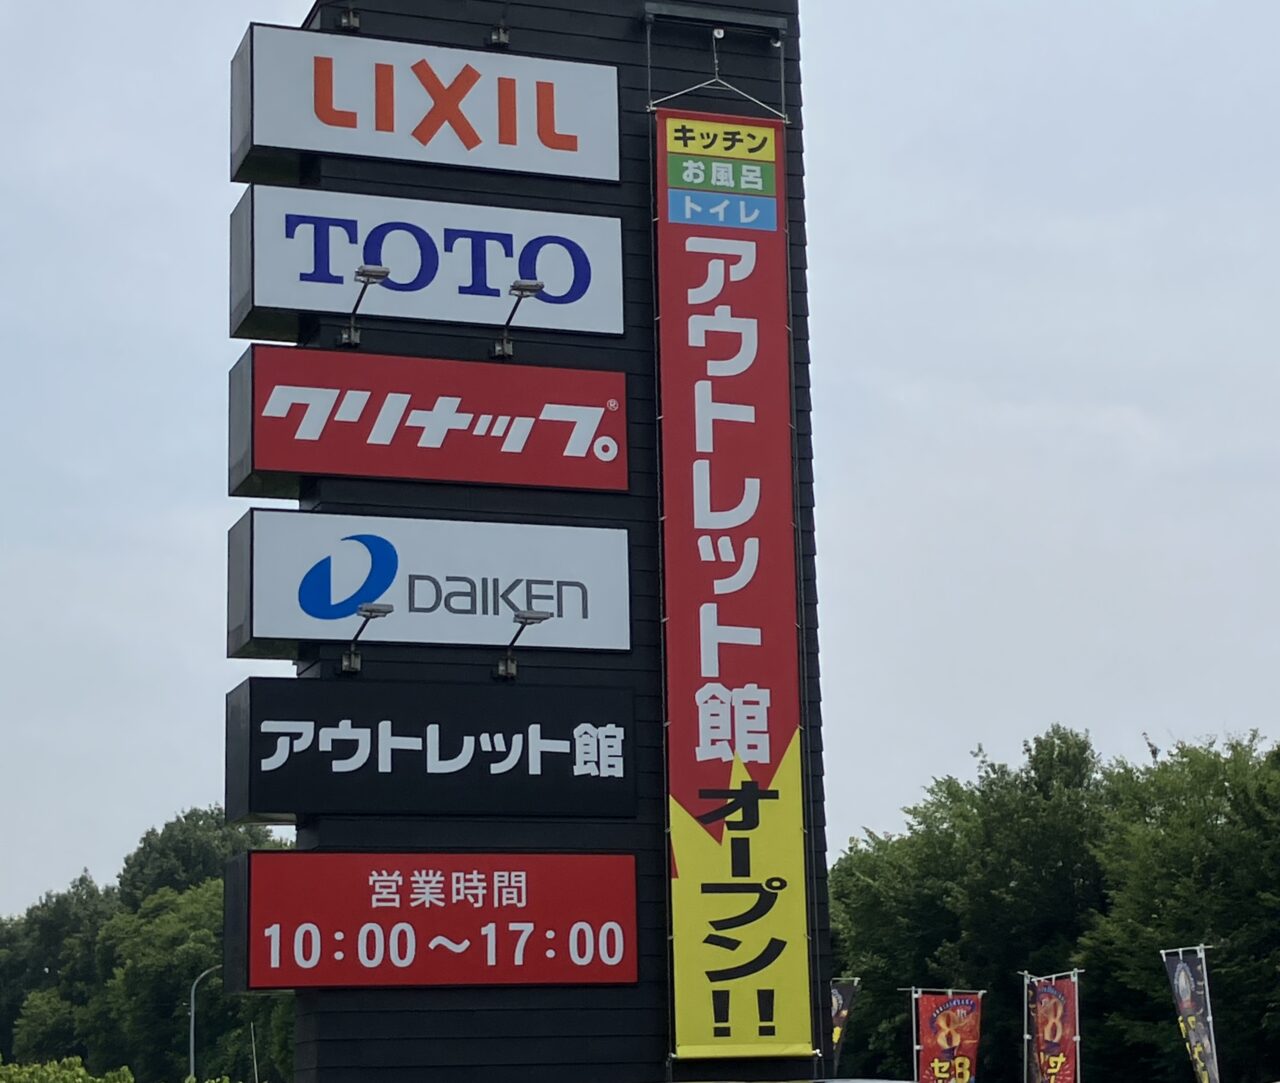 LIXIL
TOTO
クリナップ。®
DAIKEN
アウトレット館
営業時間
10:00～17:00
キッチン
お風呂
トイレ
アウトレット館
オープン!!
8
8